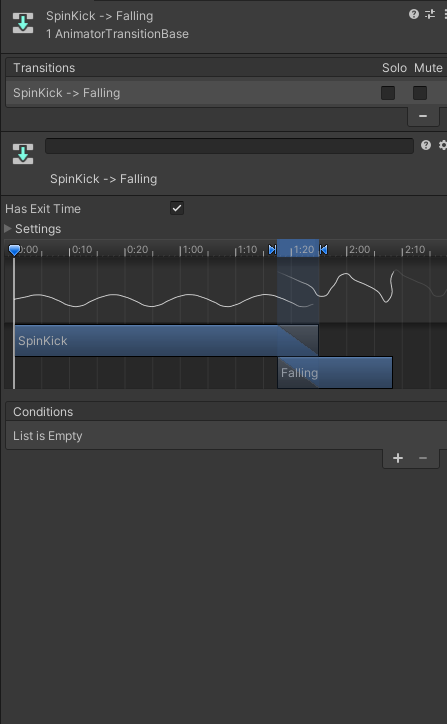 SpinKick -> Falling
1 AnimatorTransitionBase
Transitions Solo Mute
SpinKick -> Falling
SpinKick -> Falling
Has Exit Time
Settings
0:00 0:10 0:20 1:00 1:10 1:20 2:00 2:10
SpinKick
Falling
Conditions
List is Empty